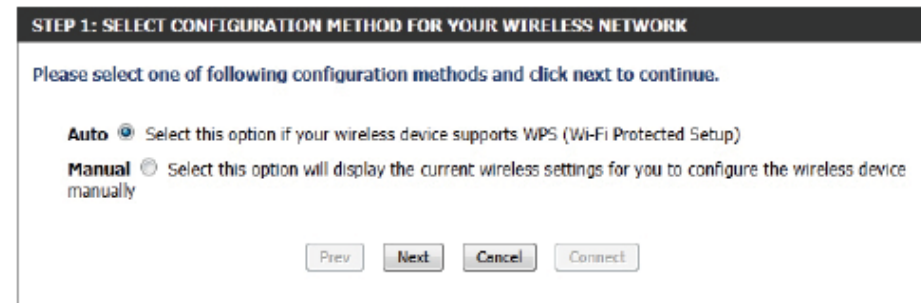 STEP 1: SELECT CONFIGURATION METHOD FOR YOUR WIRELESS NETWORK
Please select one of following configuration methods and click next to continue.
Auto Select this option if your wireless device supports WPS (Wi-Fi Protected Setup)
Manual Select this option will display the current wireless settings for you to configure the wireless device
manually
Prev Next Cancel Connect